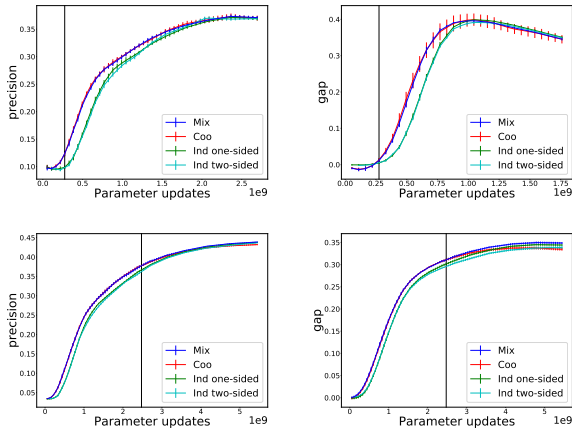 precision
0.35
0.30
0.25
0.20
0.15
0.10
0.0 0.5 1.0 1.5 2.0 2.5
Parameter updates
1e9
Mix
Coo
Ind one-sided
Ind two-sided
gap
0.4
0.3
0.2
0.1
0.0
0.00 0.25 0.50 0.75 1.00 1.25 1.50 1.75
Parameter updates
1e9
Mix
Coo
Ind one-sided
Ind two-sided
precision
0.45
0.40
0.35
0.30
0.25
0.20
0.15
0.10
0.05
0 1 2 3 4 5
Parameter updates
1e9
Mix
Coo
Ind one-sided
Ind two-sided
gap
0.35
0.30
0.25
0.20
0.15
0.10
0.05
0.00
0 1 2 3 4 5
Parameter updates
1e9
Mix
Coo
Ind one-sided
Ind two-sided